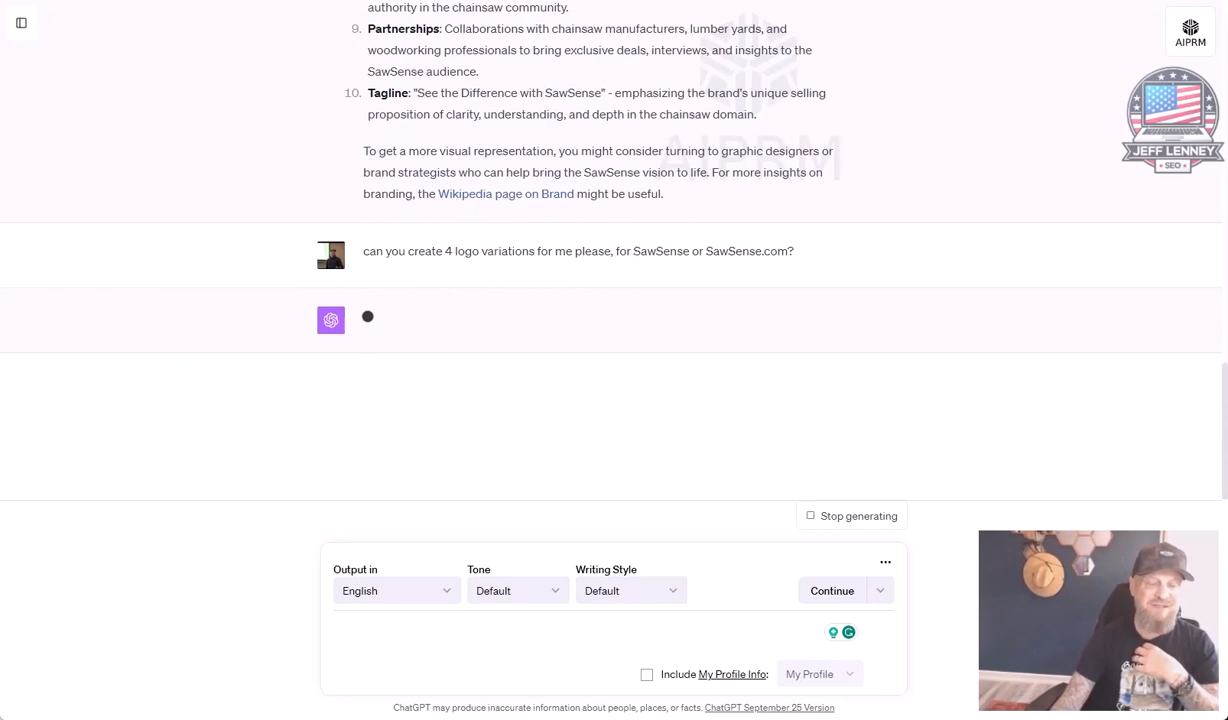 authority in the chainsaw community.
9. Partnerships: Collaborations with chainsaw manufacturers, lumber yards, and
woodworking professionals to bring exclusive deals, interviews, and insights to the
SawSense audience.
10. Tagline: "See the Difference with SawSense" - emphasizing the brand's unique selling
proposition of clarity, understanding, and depth in the chainsaw domain.
To get a more visual representation, you might consider turning to graphic designers or
brand strategists who can help bring the SawSense vision to life. For more insights on
branding, the Wikipedia page on Brand might be useful.
AIPRM
AIPRM
JEFF LENNEY
SEO
can you create 4 logo variations for me please, for SawSense or SawSense.com?
Stop generating
Output in
Tone
Writing Style
English
Default
Default
Continue
Include My Profile Info:
My Profile
ChatGPT may produce inaccurate information about people, places, or facts. ChatGPT September 25 Version